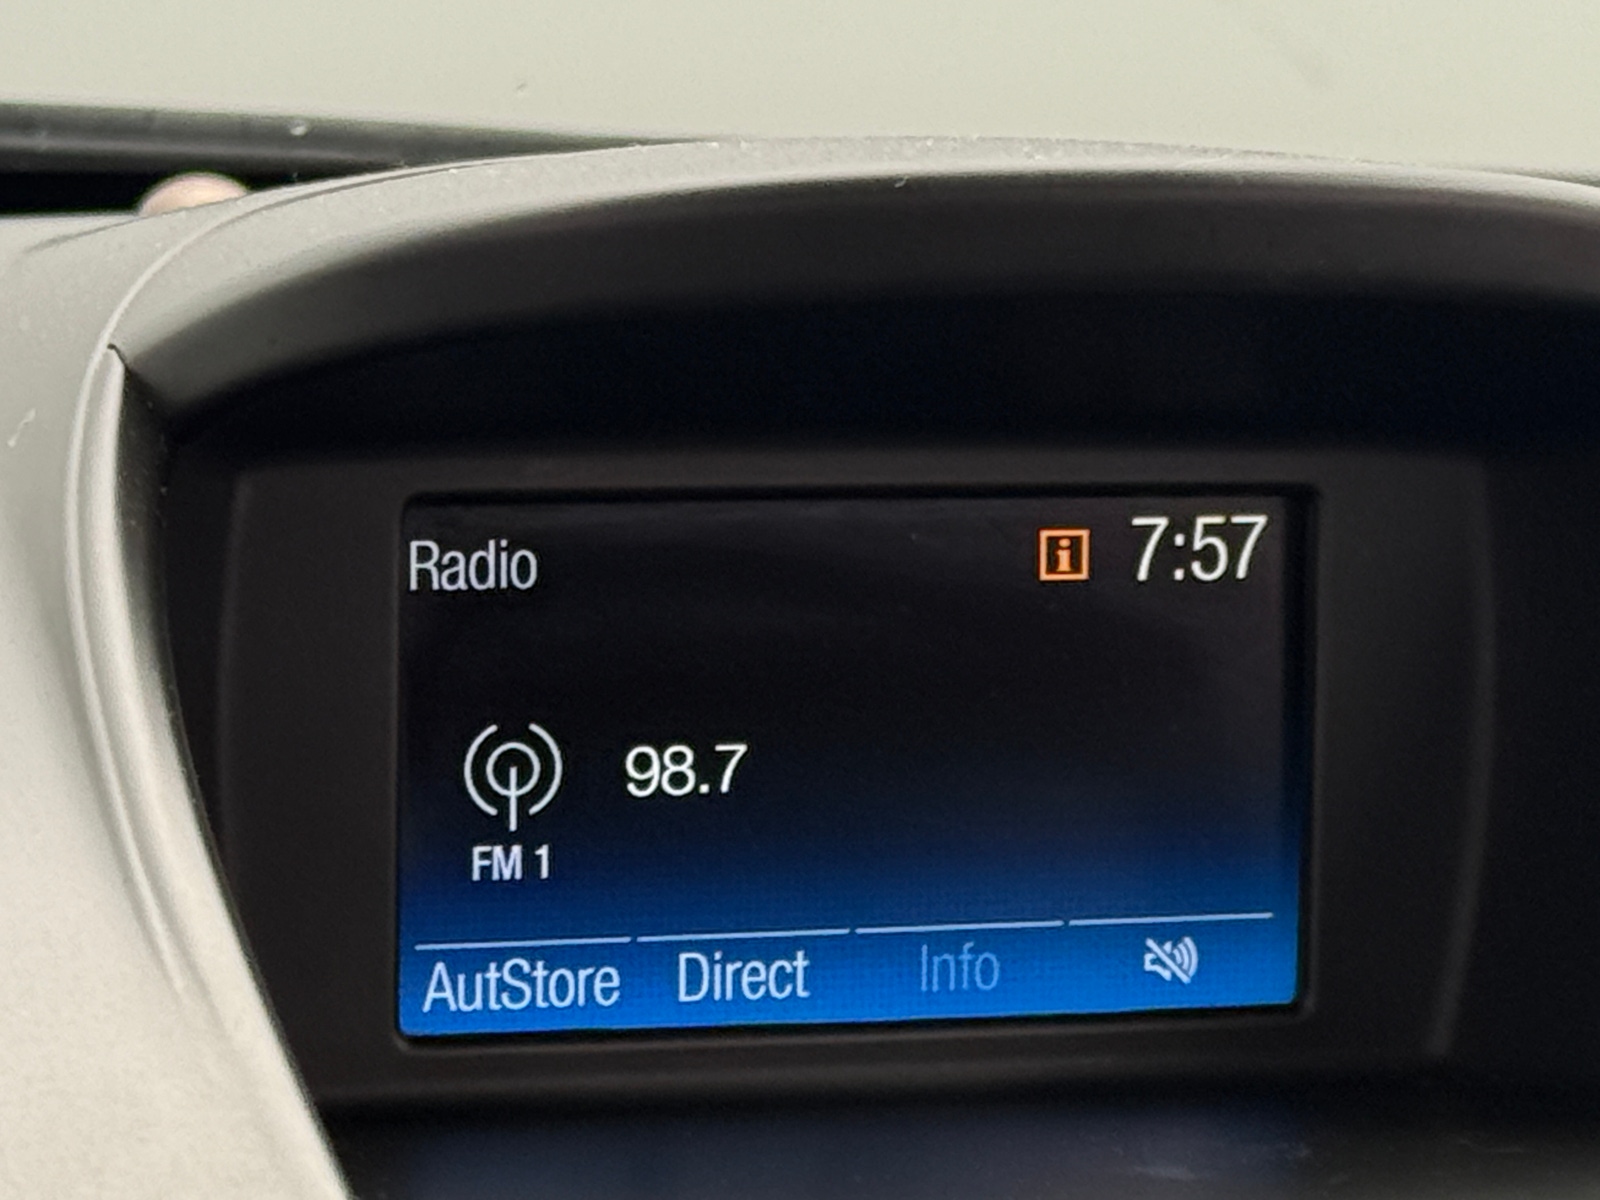 Radio i 7:57
98.7
FM 1
AutStore Direct Info